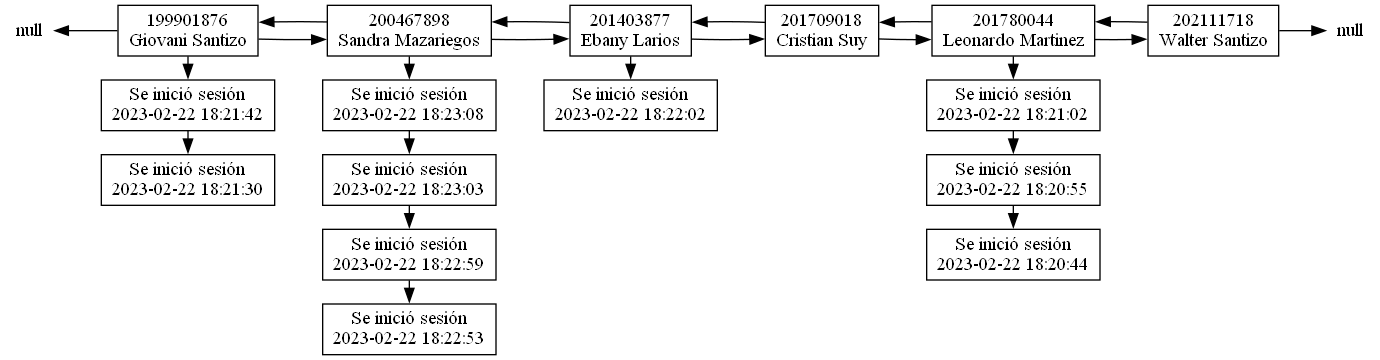 null
199901876
Giovani Santizo
200467898
Sandra Mazariegos
201403877
Ebany Larios
201709018
Cristian Suy
201780044
Leonardo Martinez
202111718
Walter Santizo
null
Se inició sesión
2023-02-22 18:21:42
Se inició sesión
2023-02-22 18:23:08
Se inició sesión
2023-02-22 18:22:02
Se inició sesión
2023-02-22 18:21:02
Se inició sesión
2023-02-22 18:21:30
Se inició sesión
2023-02-22 18:23:03
Se inició sesión
2023-02-22 18:20:55
Se inició sesión
2023-02-22 18:22:59
Se inició sesión
2023-02-22 18:20:44
Se inició sesión
2023-02-22 18:22:53